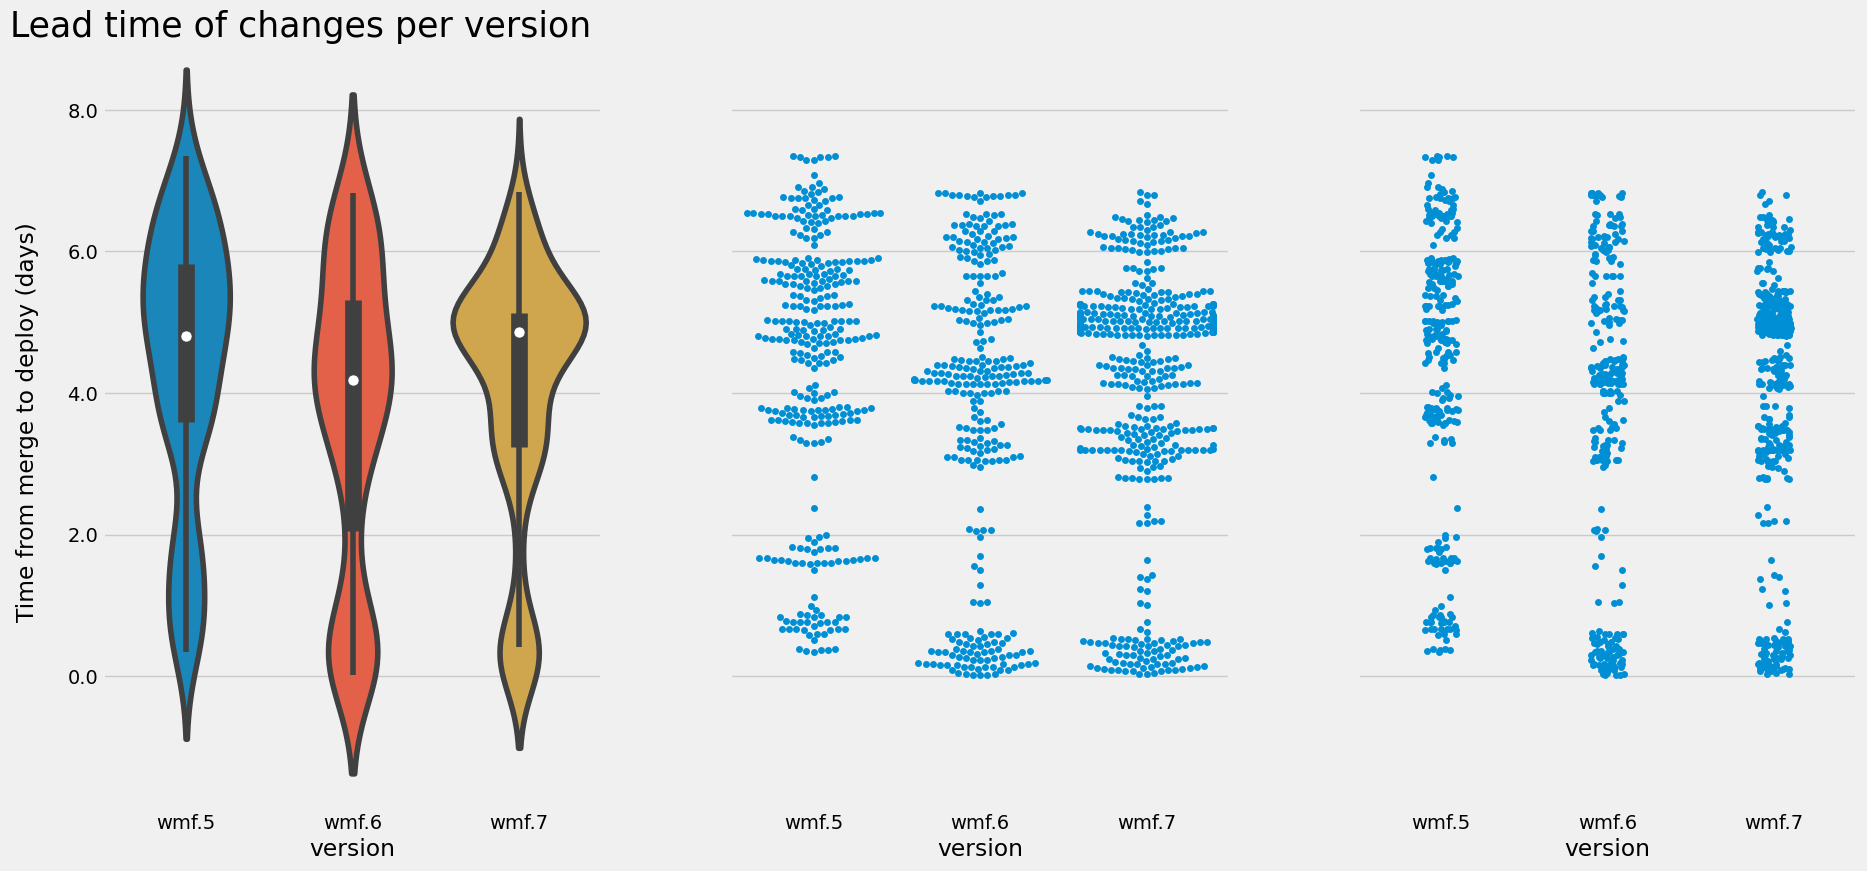 Lead time of changes per version
Time from merge to deploy (days)
8.0
6.0
4.0
2.0
0.0
wmf.5 wmf.6 wmf.7
version
wmf.5 wmf.6 wmf.7
version
wmf.5 wmf.6 wmf.7
version